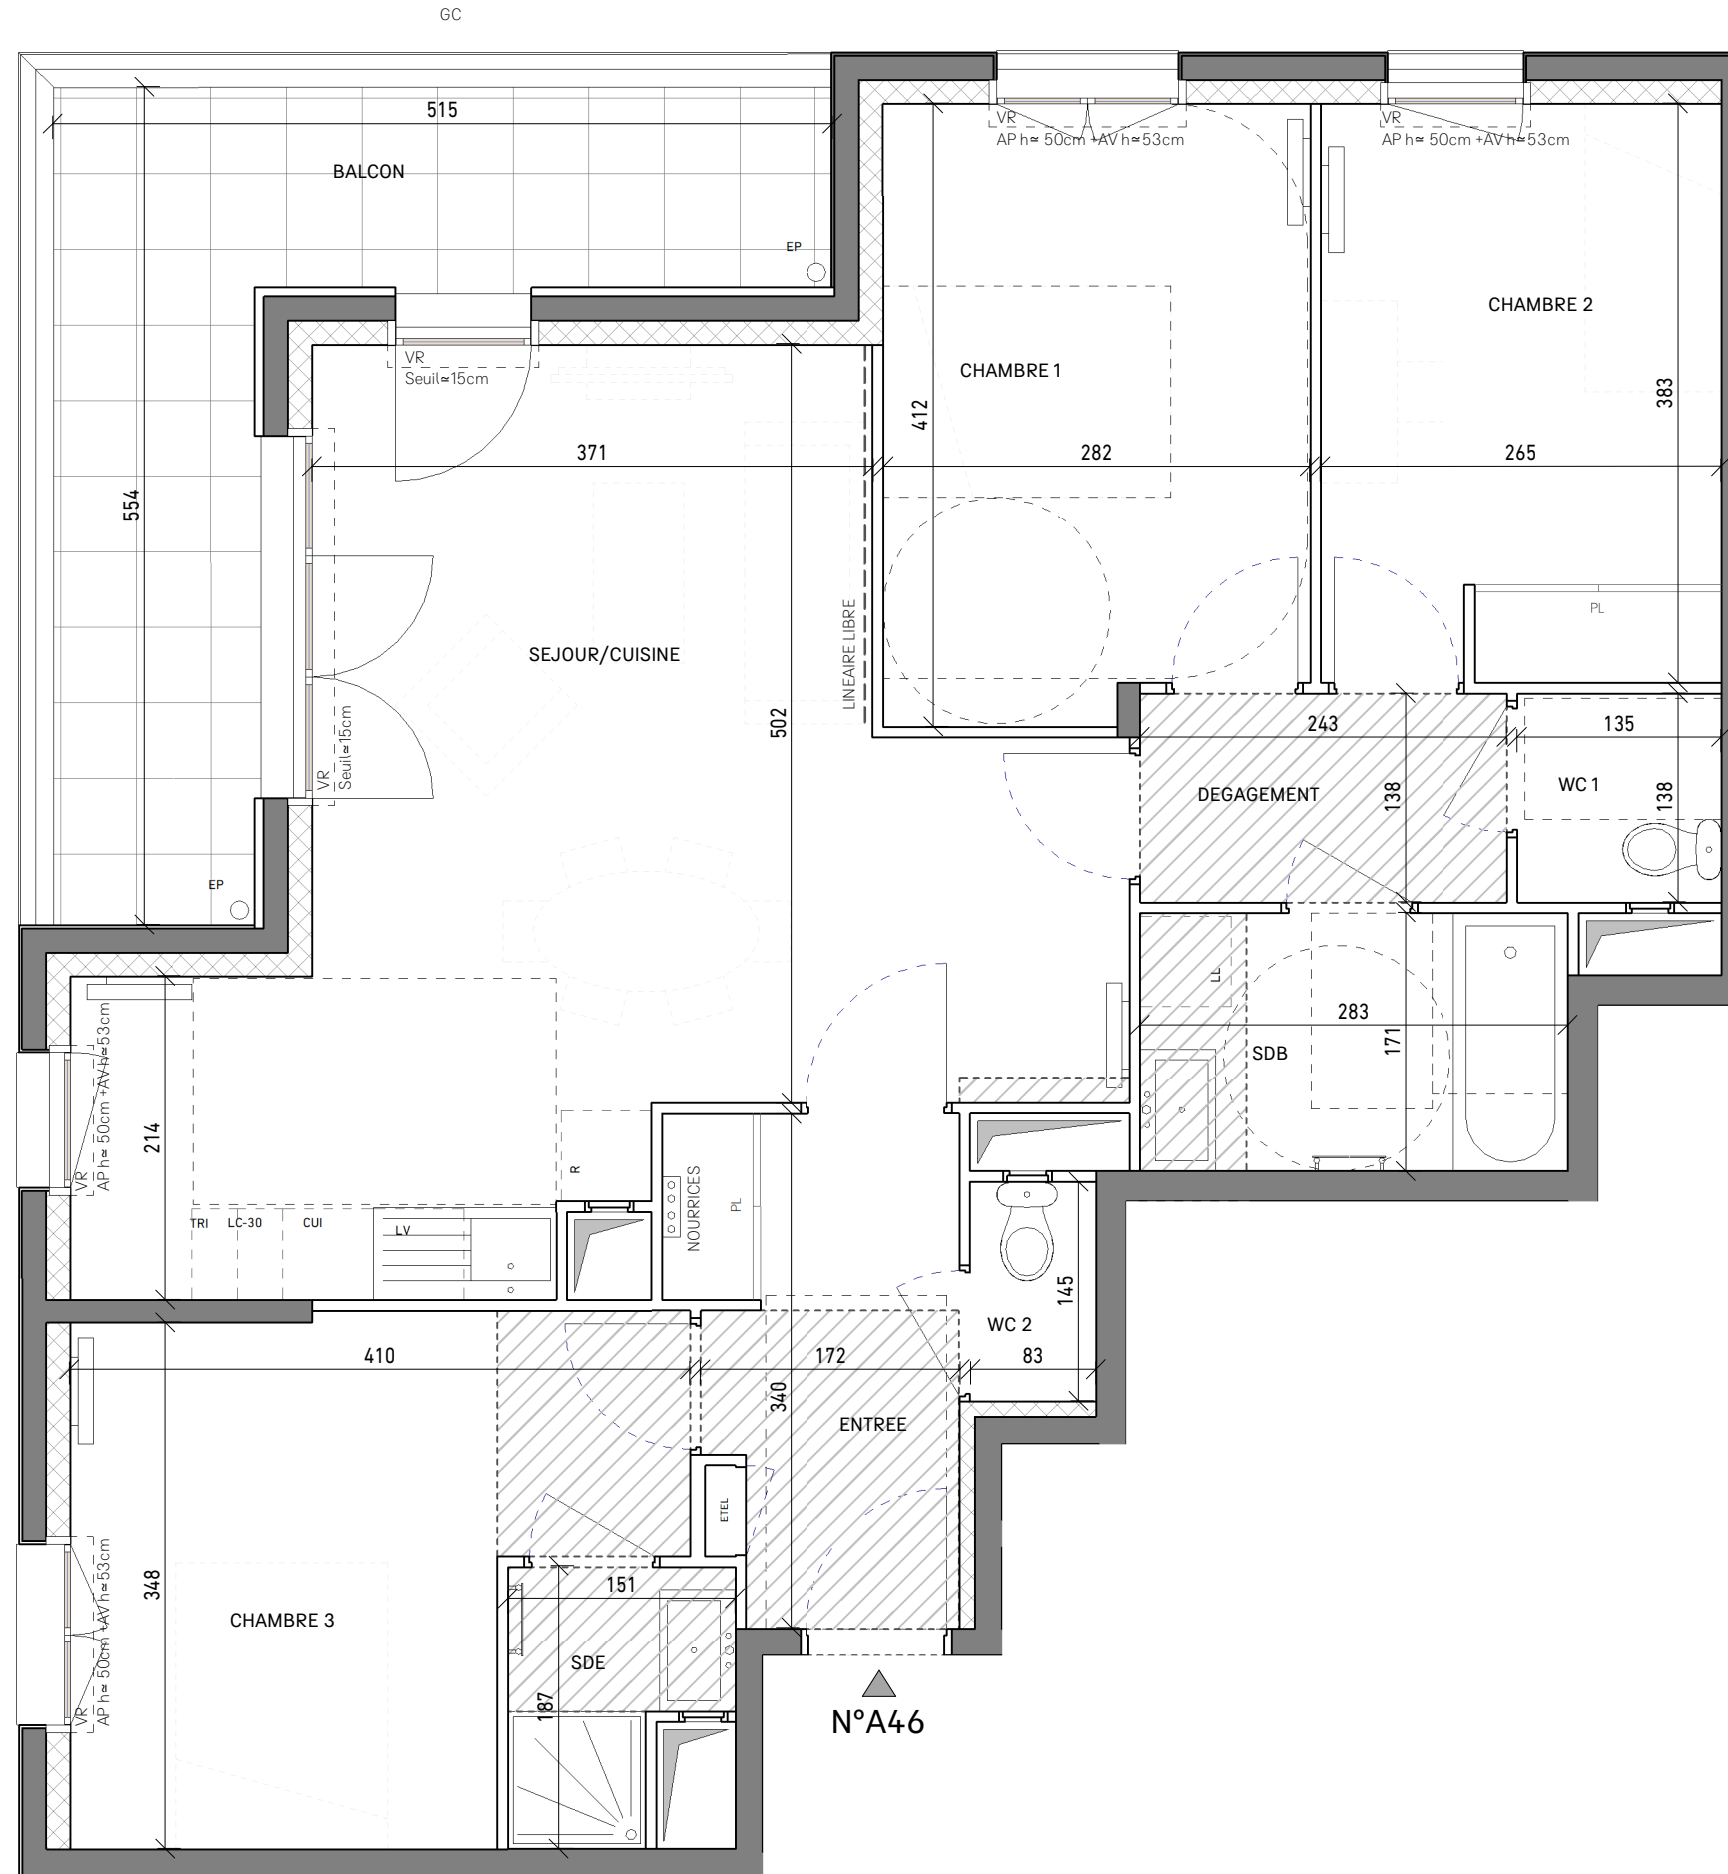 GC
515
BALCON
EP
VR
AP h≃ 50cm +AV h≃53cm
VR
AP h≃ 50cm +AV h≃53cm
CHAMBRE 2
VR
Seuil≃15cm
CHAMBRE 1
383
412
371
282
265
554
LINEAIRE LIBRE
PL
SEJOUR/CUISINE
502
VR
Seuil≃15cm
243
135
DEGAGEMENT
138
WC 1
138
EP
LL
283
171
SDB
VR
AP h≃ 50cm +AV h≃53cm
214
R
NOURRICES
PL
TRI
LC-30
CUI
LV
145
WC 2
410
172
83
340
ENTREE
ETEL
VR
AP h≃ 50cm +AV h≃53cm
348
151
CHAMBRE 3
SDE
187
N°A46